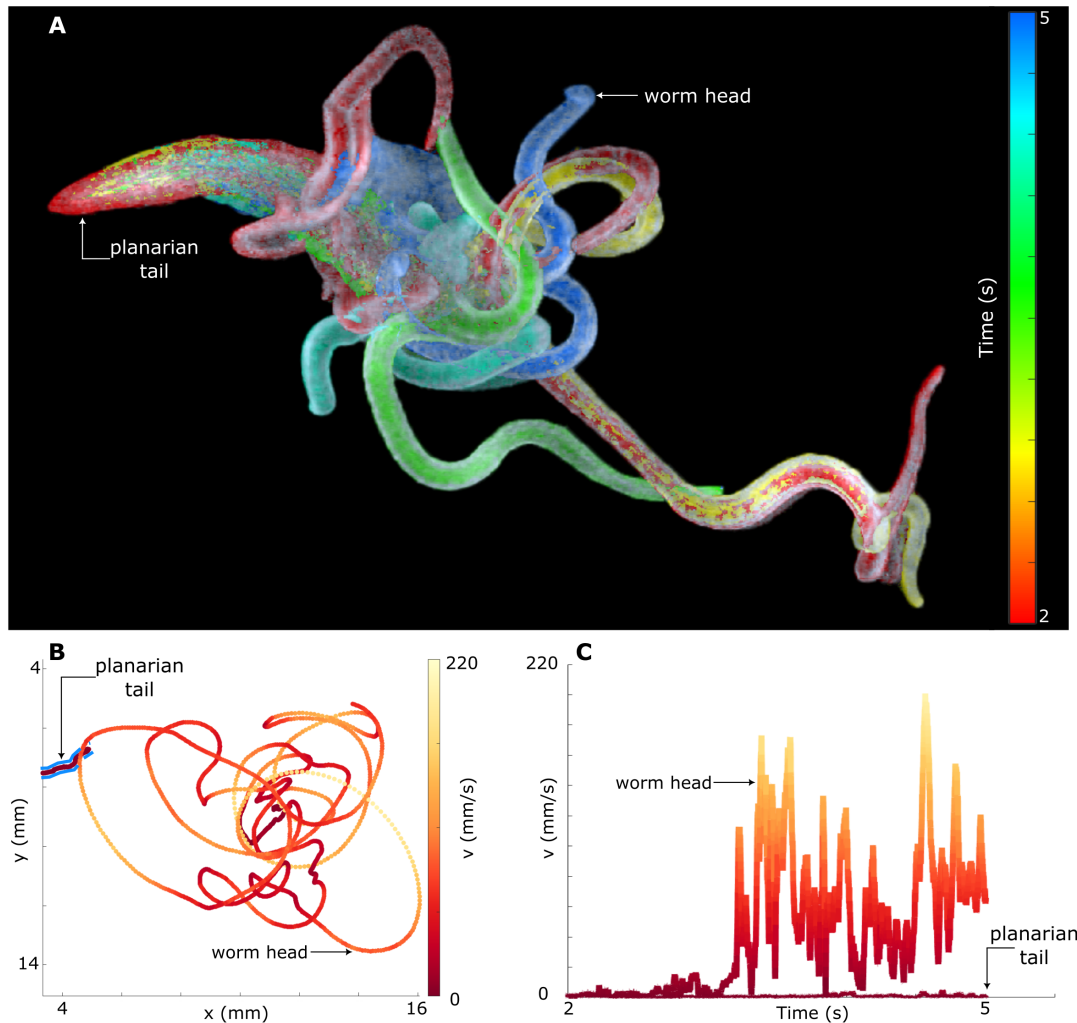 A
5
worm head
planarian
tail
Time (s)
2
B
planarian
tail
4
14
y (mm)
4
x (mm)
16
worm head
220
v (mm/s)
0
C
220
v (mm/s)
0
worm head
planarian
tail
2
Time (s)
5